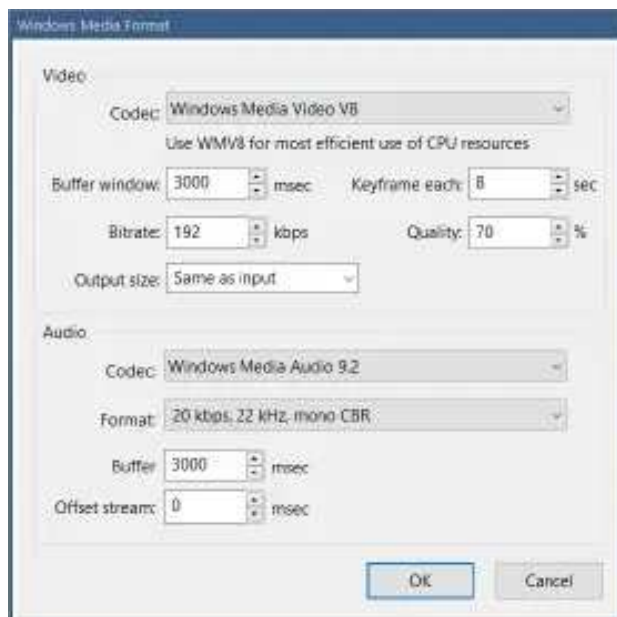 Windows Media Format
Video
Codec: Windows Media Video V8
Use WMV8 for most efficient use of CPU resources
Buffer window: 3000 msec Keyframe each: 8 sec
Bitrate: 192 kbps Quality: 70 %
Output size: Same as input
Audio
Codec: Windows Media Audio 9.2
Format: 20 kbps, 22 kHz, mono CBR
Buffer 3000 msec
Offset stream: 0 msec
OK Cancel